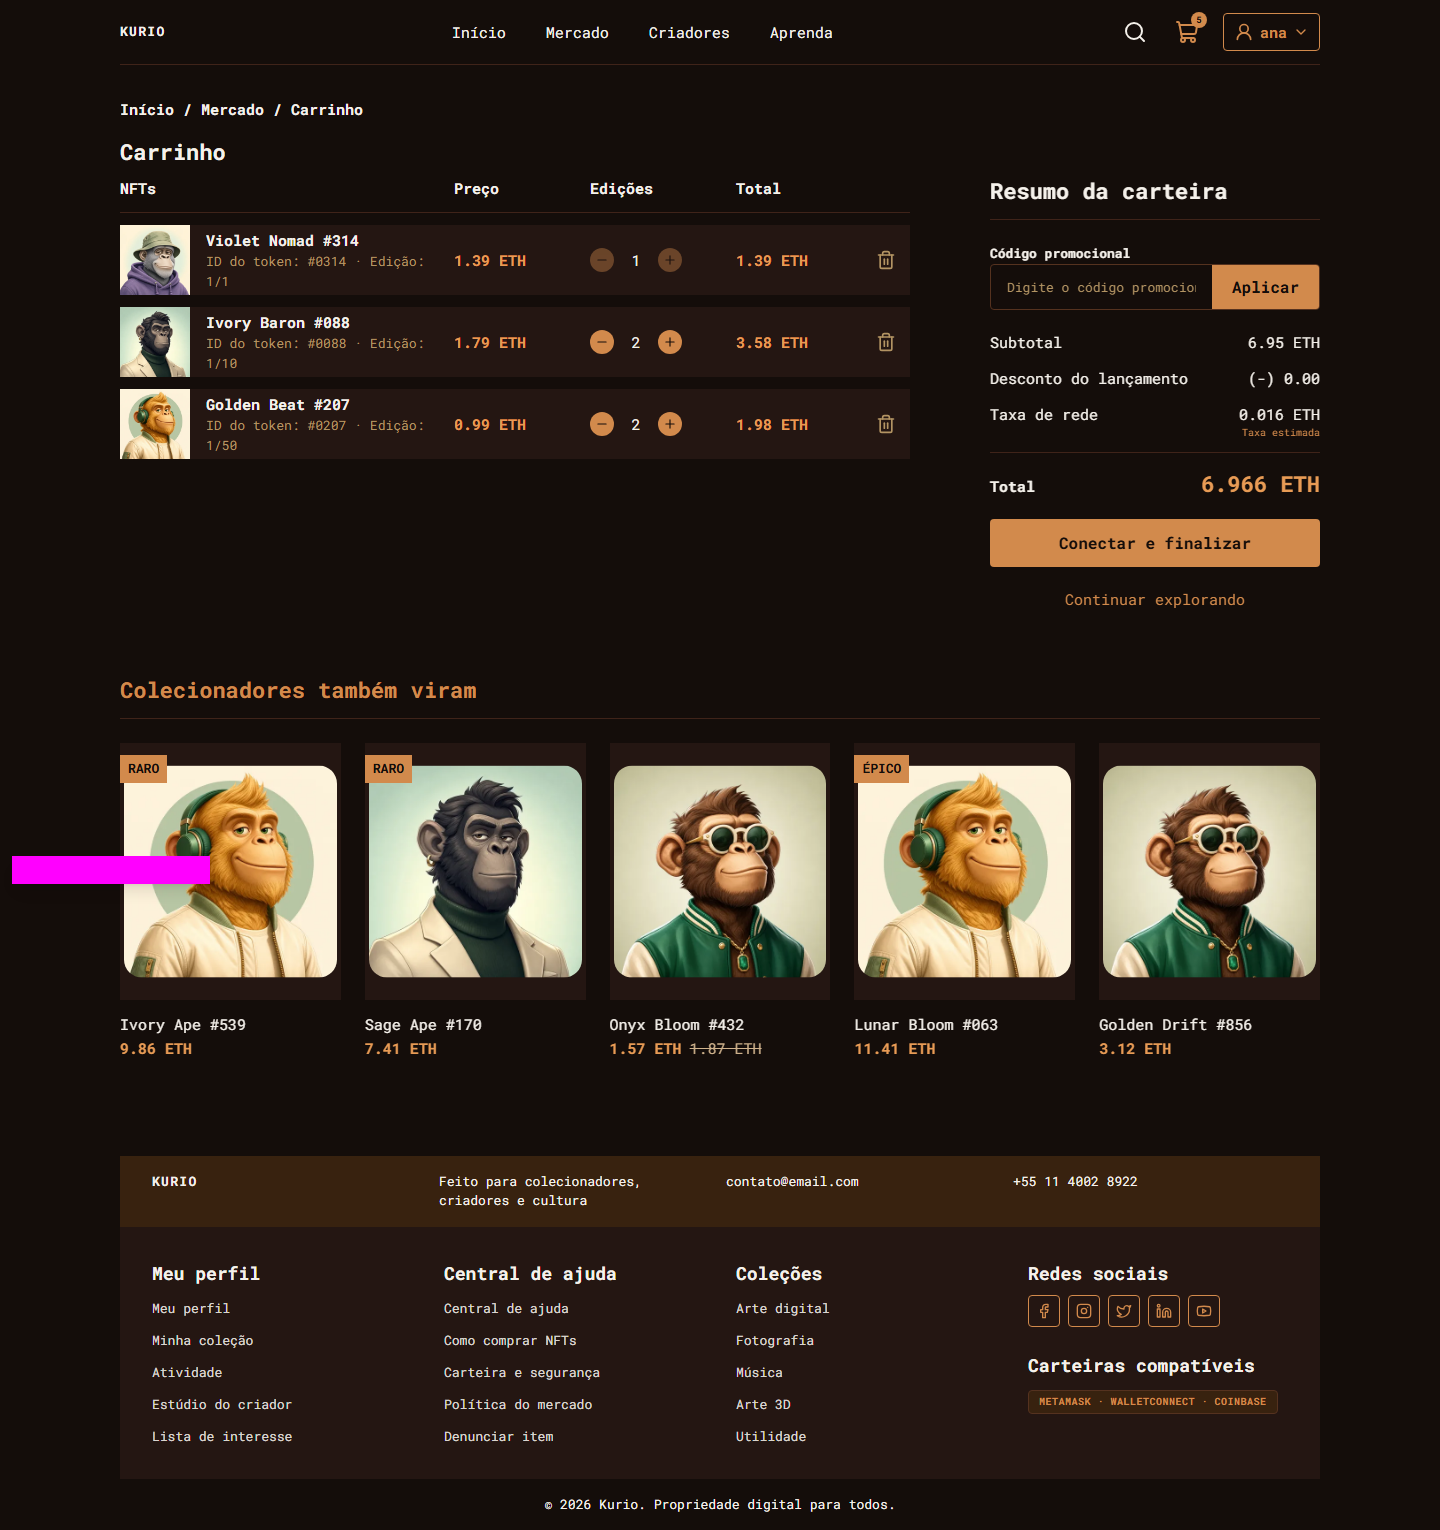 KURIO
Início Mercado Criadores Aprenda
5
ana
Início / Mercado / Carrinho
Carrinho
NFTs Preço Edições Total
Violet Nomad #314
ID do token: #0314 · Edição:
1/1
1.39 ETH 1 1.39 ETH
Ivory Baron #088
ID do token: #0088 · Edição:
1/10
1.79 ETH 2 3.58 ETH
Golden Beat #207
ID do token: #0207 · Edição:
1/50
0.99 ETH 2 1.98 ETH
Resumo da carteira
Código promocional
Digite o código promocion
Aplicar
Subtotal 6.95 ETH
Desconto do lançamento (-) 0.00
Taxa de rede 0.016 ETH
Taxa estimada
Total 6.966 ETH
Conectar e finalizar
Continuar explorando
Colecionadores também viram
RARO
RARO
ÉPICO
Ivory Ape #539
9.86 ETH
Sage Ape #170
7.41 ETH
Onyx Bloom #432
1.57 ETH 1.87 ETH
Lunar Bloom #063
11.41 ETH
Golden Drift #856
3.12 ETH
KURIO
Feito para colecionadores,
criadores e cultura
contato@email.com
+55 11 4002 8922
Meu perfil
Meu perfil
Minha coleção
Atividade
Estúdio do criador
Lista de interesse
Central de ajuda
Central de ajuda
Como comprar NFTs
Carteira e segurança
Política do mercado
Denunciar item
Coleções
Arte digital
Fotografia
Música
Arte 3D
Utilidade
Redes sociais
Carteiras compatíveis
METAMASK · WALLETCONNECT · COINBASE
© 2026 Kurio. Propriedade digital para todos.